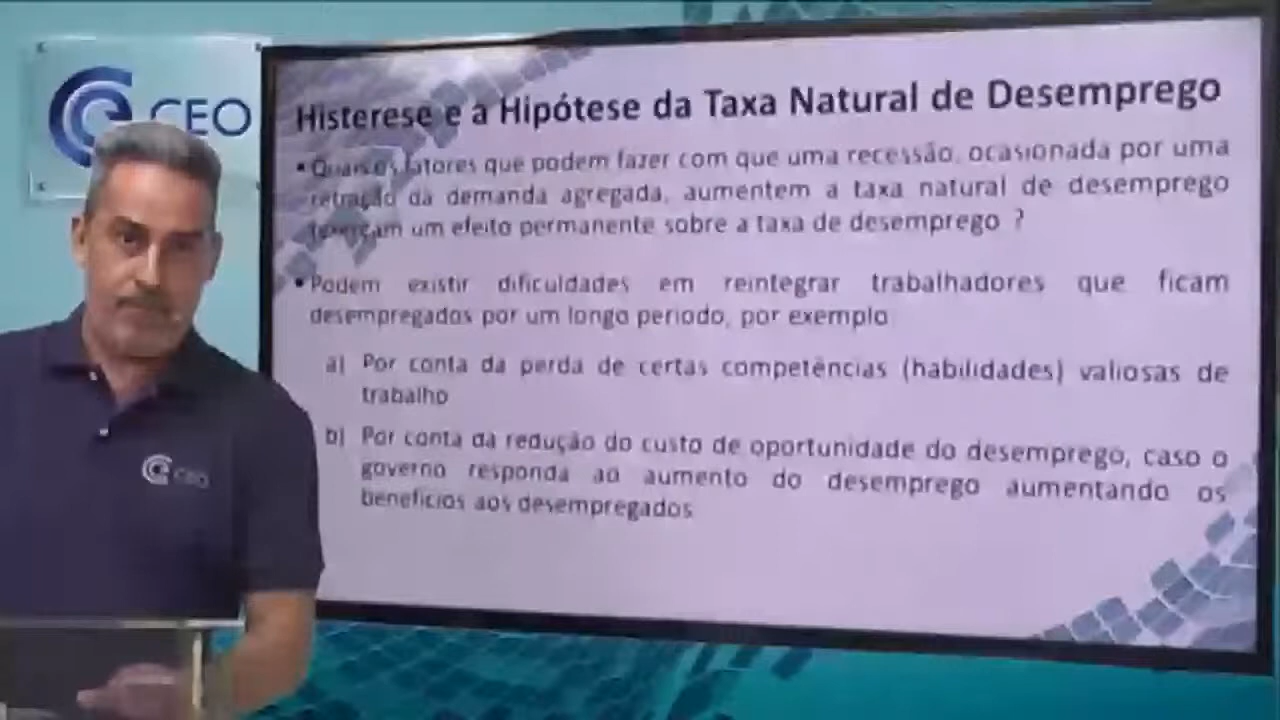 CEO
Histerese e a Hipótese da Taxa Natural de Desemprego
▪ Quais os fatores que podem fazer com que uma recessão, ocasionada por uma
retração da demanda agregada, aumentem a taxa natural de desemprego
um efeito permanente sobre a taxa de desemprego ?
▪ Podem existir dificuldades em reintegrar trabalhadores que ficam
desempregados por um longo período, por exemplo
a) Por conta da perda de certas competências (habilidades) valiosas de
trabalho
b) Por conta da redução do custo de oportunidade do desemprego, caso o
governo responda ao aumento do desemprego aumentando os
benefícios aos desempregados
CEO